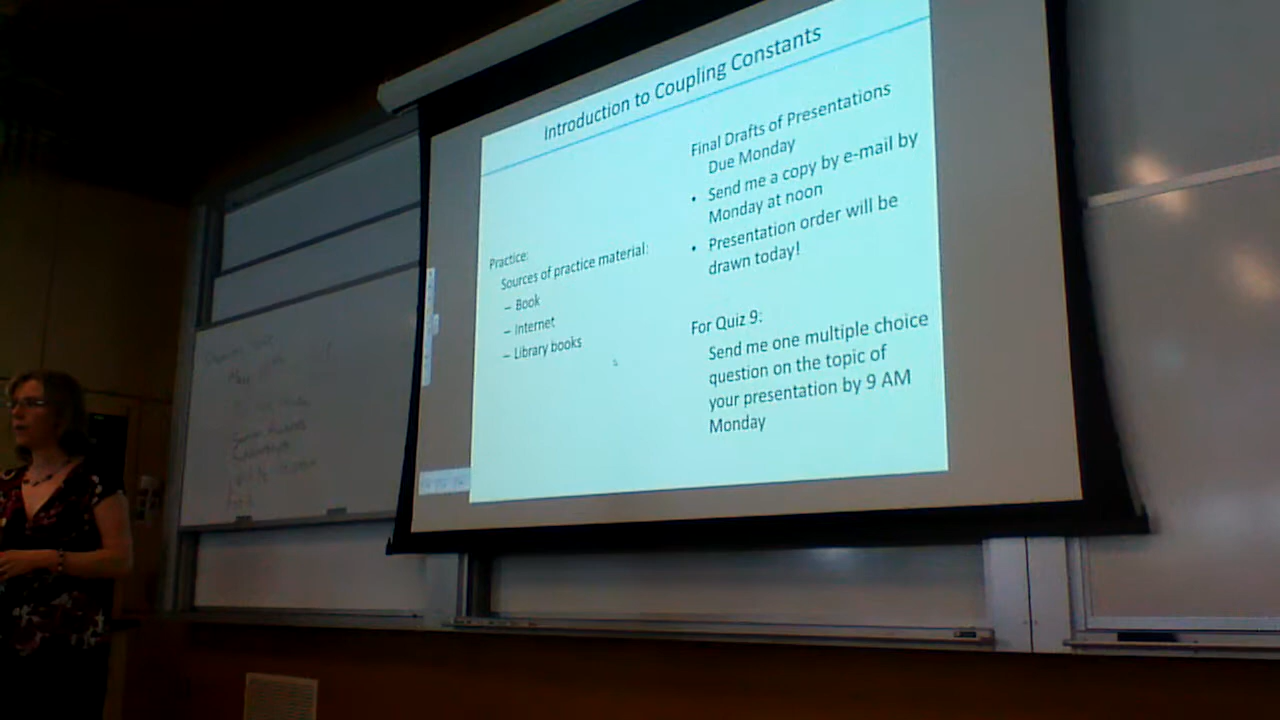 Introduction to Coupling Constants
Practice:
Sources of practice material:
– Book
– Internet
– Library books
Final Drafts of Presentations
Due Monday
• Send me a copy by e-mail by
Monday at noon
• Presentation order will be
drawn today!
For Quiz 9:
Send me one multiple choice
question on the topic of
your presentation by 9 AM
Monday